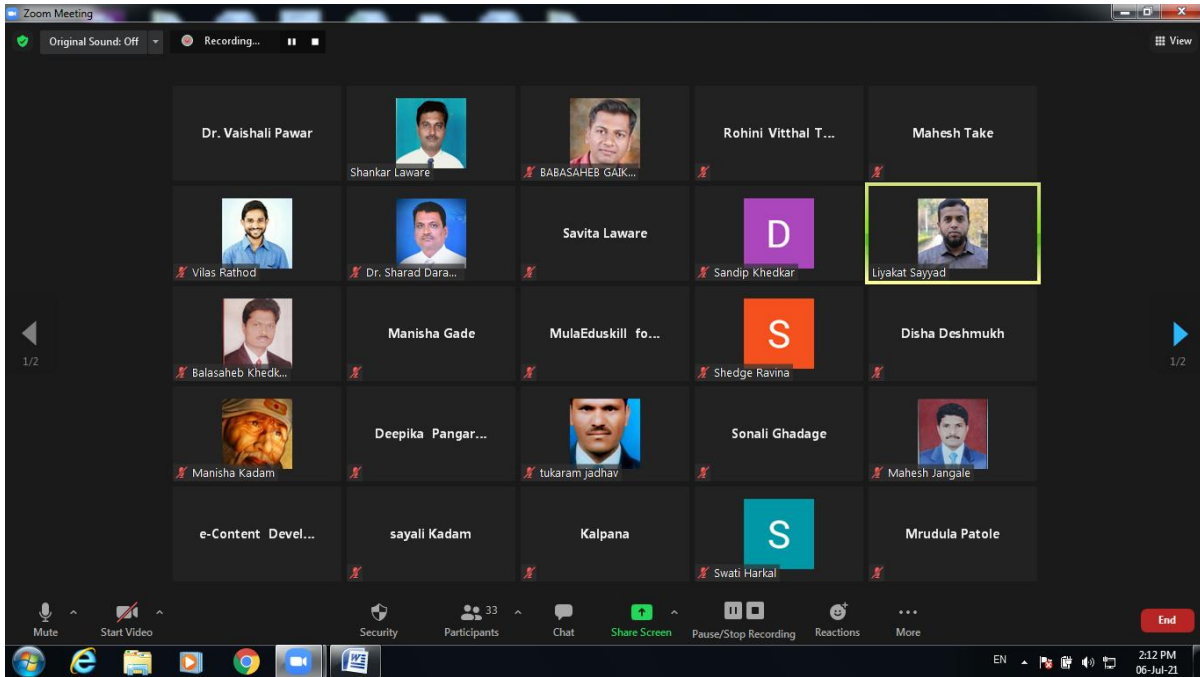 Zoom Meeting
Original Sound: Off
Recording...
View
Dr. Vaishali Pawar
Shankar Laware
BABASAHEB GAIK...
Rohini Vitthal T...
Mahesh Take
Vilas Rathod
Dr. Sharad Dara...
Savita Laware
D
Sandip Khedkar
Liyakat Sayyad
1/2
Balasaheb Khedk...
Manisha Gade
MulaEduskill fo...
S
Shedge Ravina
Disha Deshmukh
1/2
Manisha Kadam
Deepika Pangar...
tukaram jadhav
Sonali Ghadage
Mahesh Jangale
e-Content Devel...
sayali Kadam
Kalpana
S
Swati Harkal
Mrudula Patole
Mute
Start Video
Security
33
Participants
Chat
Share Screen
Pause/Stop Recording
Reactions
More
End
EN
2:12 PM
06-Jul-21